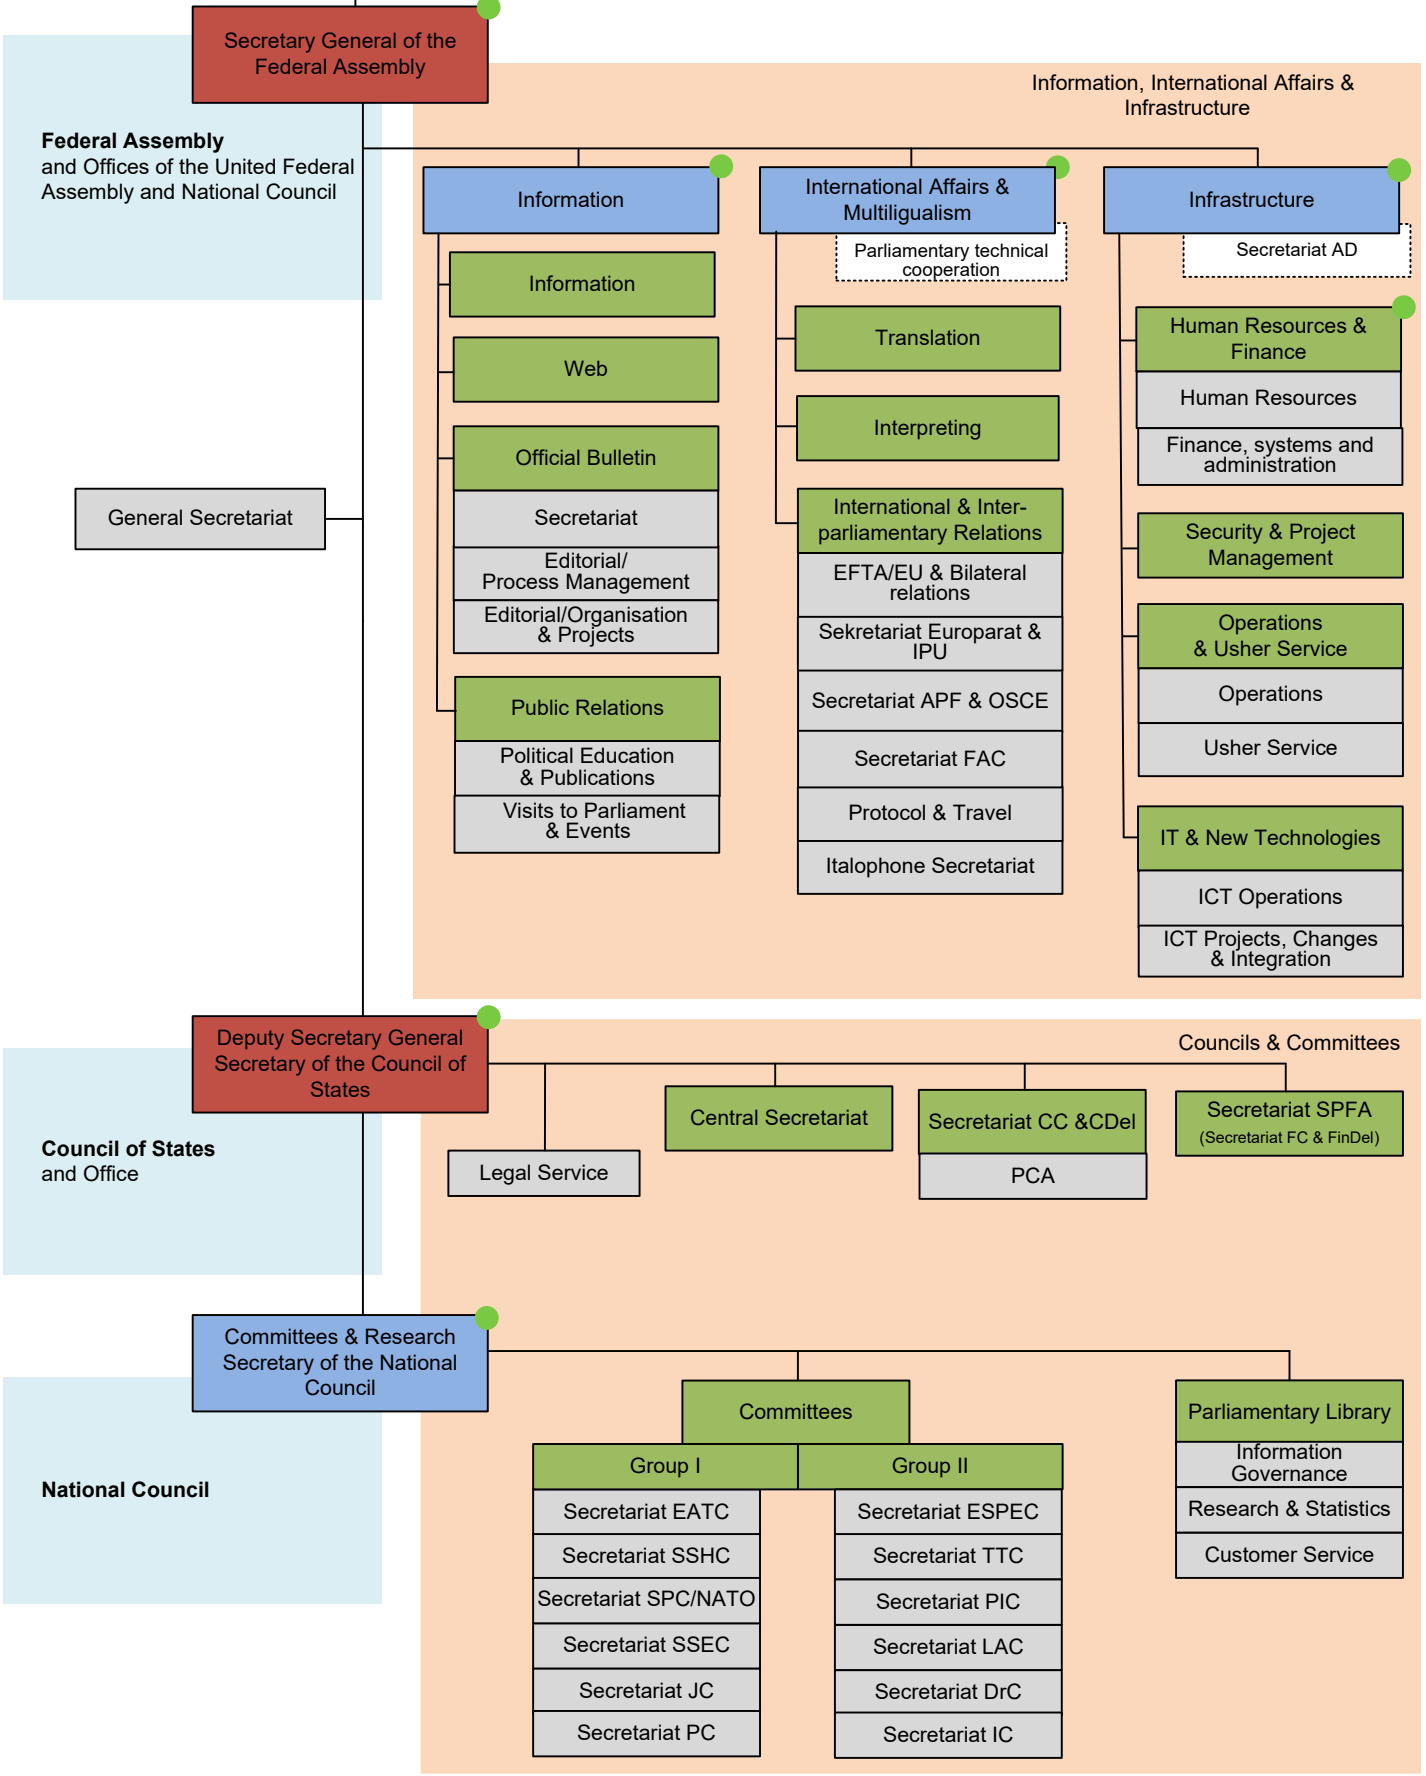 Secretary General of the
Federal Assembly
Information, International Affairs &
Infrastructure
Federal Assembly
and Offices of the United Federal
Assembly and National Council
Information
International Affairs &
Multiligualism
Parliamentary technical
cooperation
Infrastructure
Secretariat AD
Information
Web
Official Bulletin
Secretariat
Editorial/
Process Management
Editorial/Organisation
& Projects
Public Relations
Political Education
& Publications
Visits to Parliament
& Events
Translation
Interpreting
International & Inter-
parliamentary Relations
EFTA/EU & Bilateral
relations
Sekretariat Europarat &
IPU
Secretariat APF & OSCE
Secretariat FAC
Protocol & Travel
Italophone Secretariat
Human Resources &
Finance
Human Resources
Finance, systems and
administration
Security & Project
Management
Operations
& Usher Service
Operations
Usher Service
IT & New Technologies
ICT Operations
ICT Projects, Changes
& Integration
General Secretariat
Deputy Secretary General
Secretary of the Council of
States
Councils & Committees
Council of States
and Office
Legal Service
Central Secretariat
Secretariat CC &CDel
PCA
Secretariat SPFA
(Secretariat FC & FinDel)
Committees & Research
Secretary of the National
Council
National Council
Committees
Group I
Group II
Secretariat EATC
Secretariat SSHC
Secretariat SPC/NATO
Secretariat SSEC
Secretariat JC
Secretariat PC
Secretariat ESPEC
Secretariat TTC
Secretariat PIC
Secretariat LAC
Secretariat DrC
Secretariat IC
Parliamentary Library
Information
Governance
Research & Statistics
Customer Service